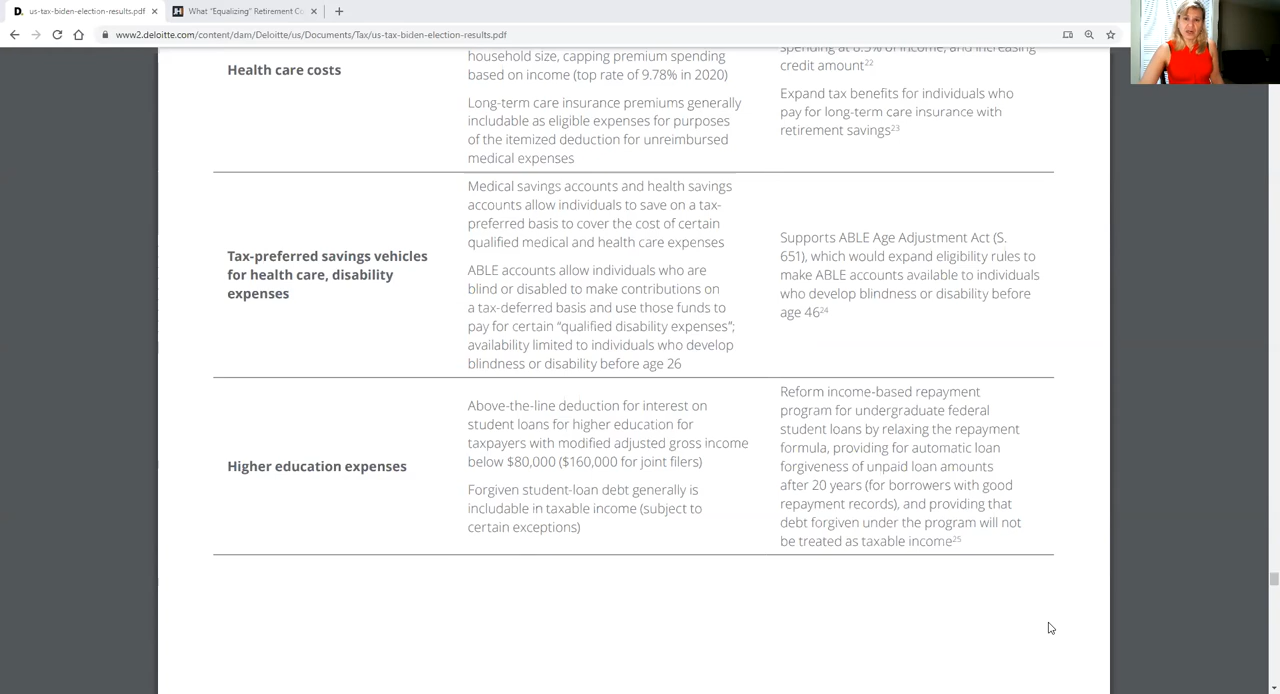 us-tax-biden-election-results.pdf
What "Equalizing" Retirement Co
www2.deloitte.com/content/dam/Deloitte/us/Documents/Tax/us-tax-biden-election-results.pdf
Health care costs
household size, capping premium spending
based on income (top rate of 9.78% in 2020)
Long-term care insurance premiums generally
includable as eligible expenses for purposes
of the itemized deduction for unreimbursed
medical expenses
spending at 8.5% of income, and increasing
credit amount22
Expand tax benefits for individuals who
pay for long-term care insurance with
retirement savings23
Tax-preferred savings vehicles
for health care, disability
expenses
Medical savings accounts and health savings
accounts allow individuals to save on a tax-
preferred basis to cover the cost of certain
qualified medical and health care expenses
ABLE accounts allow individuals who are
blind or disabled to make contributions on
a tax-deferred basis and use those funds to
pay for certain “qualified disability expenses”;
availability limited to individuals who develop
blindness or disability before age 26
Supports ABLE Age Adjustment Act (S.
651), which would expand eligibility rules to
make ABLE accounts available to individuals
who develop blindness or disability before
age 4624
Higher education expenses
Above-the-line deduction for interest on
student loans for higher education for
taxpayers with modified adjusted gross income
below $80,000 ($160,000 for joint filers)
Forgiven student-loan debt generally is
includable in taxable income (subject to
certain exceptions)
Reform income-based repayment
program for undergraduate federal
student loans by relaxing the repayment
formula, providing for automatic loan
forgiveness of unpaid loan amounts
after 20 years (for borrowers with good
repayment records), and providing that
debt forgiven under the program will not
be treated as taxable income25